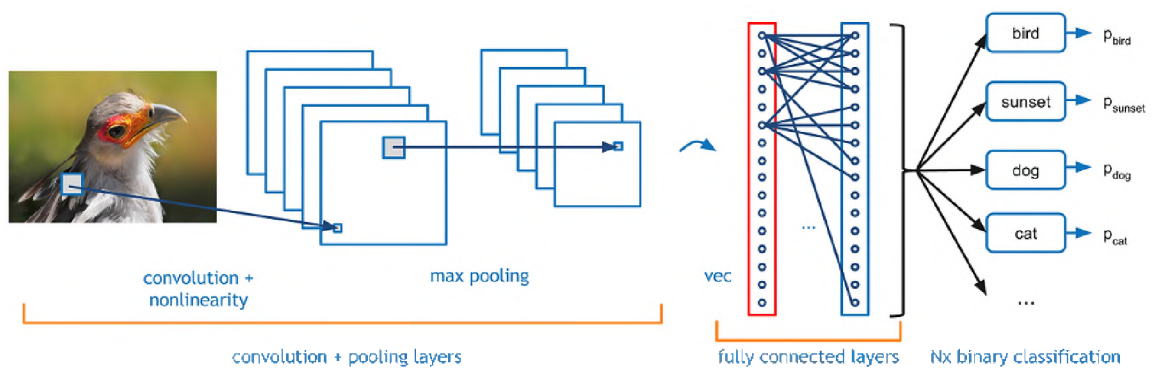 bird
p_bird
sunset
p_sunset
dog
p_dog
cat
p_cat
...
...
convolution +
nonlinearity
max pooling
vec
convolution + pooling layers
fully connected layers
Nx binary classification